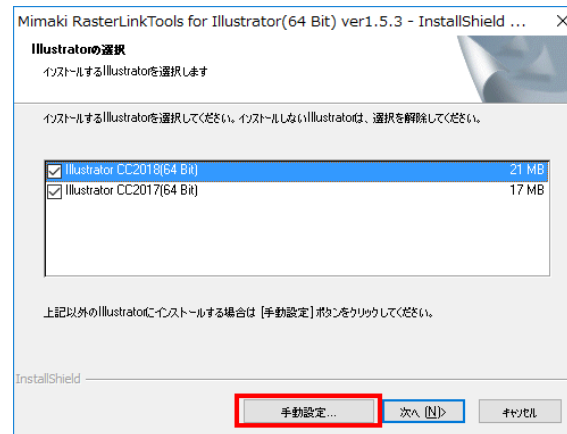 Mimaki RasterLinkTools for Illustrator(64 Bit) ver1.5.3 - InstallShield ...
Illustratorの選択
インストールするIllustratorを選択します
インストールするIllustratorを選択してください。インストールしないIllustratorは、選択を解除してください。
Illustrator CC2018(64 Bit) 21 MB
Illustrator CC2017(64 Bit) 17 MB
上記以外のIllustratorにインストールする場合は [手動設定] ボタンをクリックしてください。
InstallShield
手動設定... 次へ (N)> キャンセル